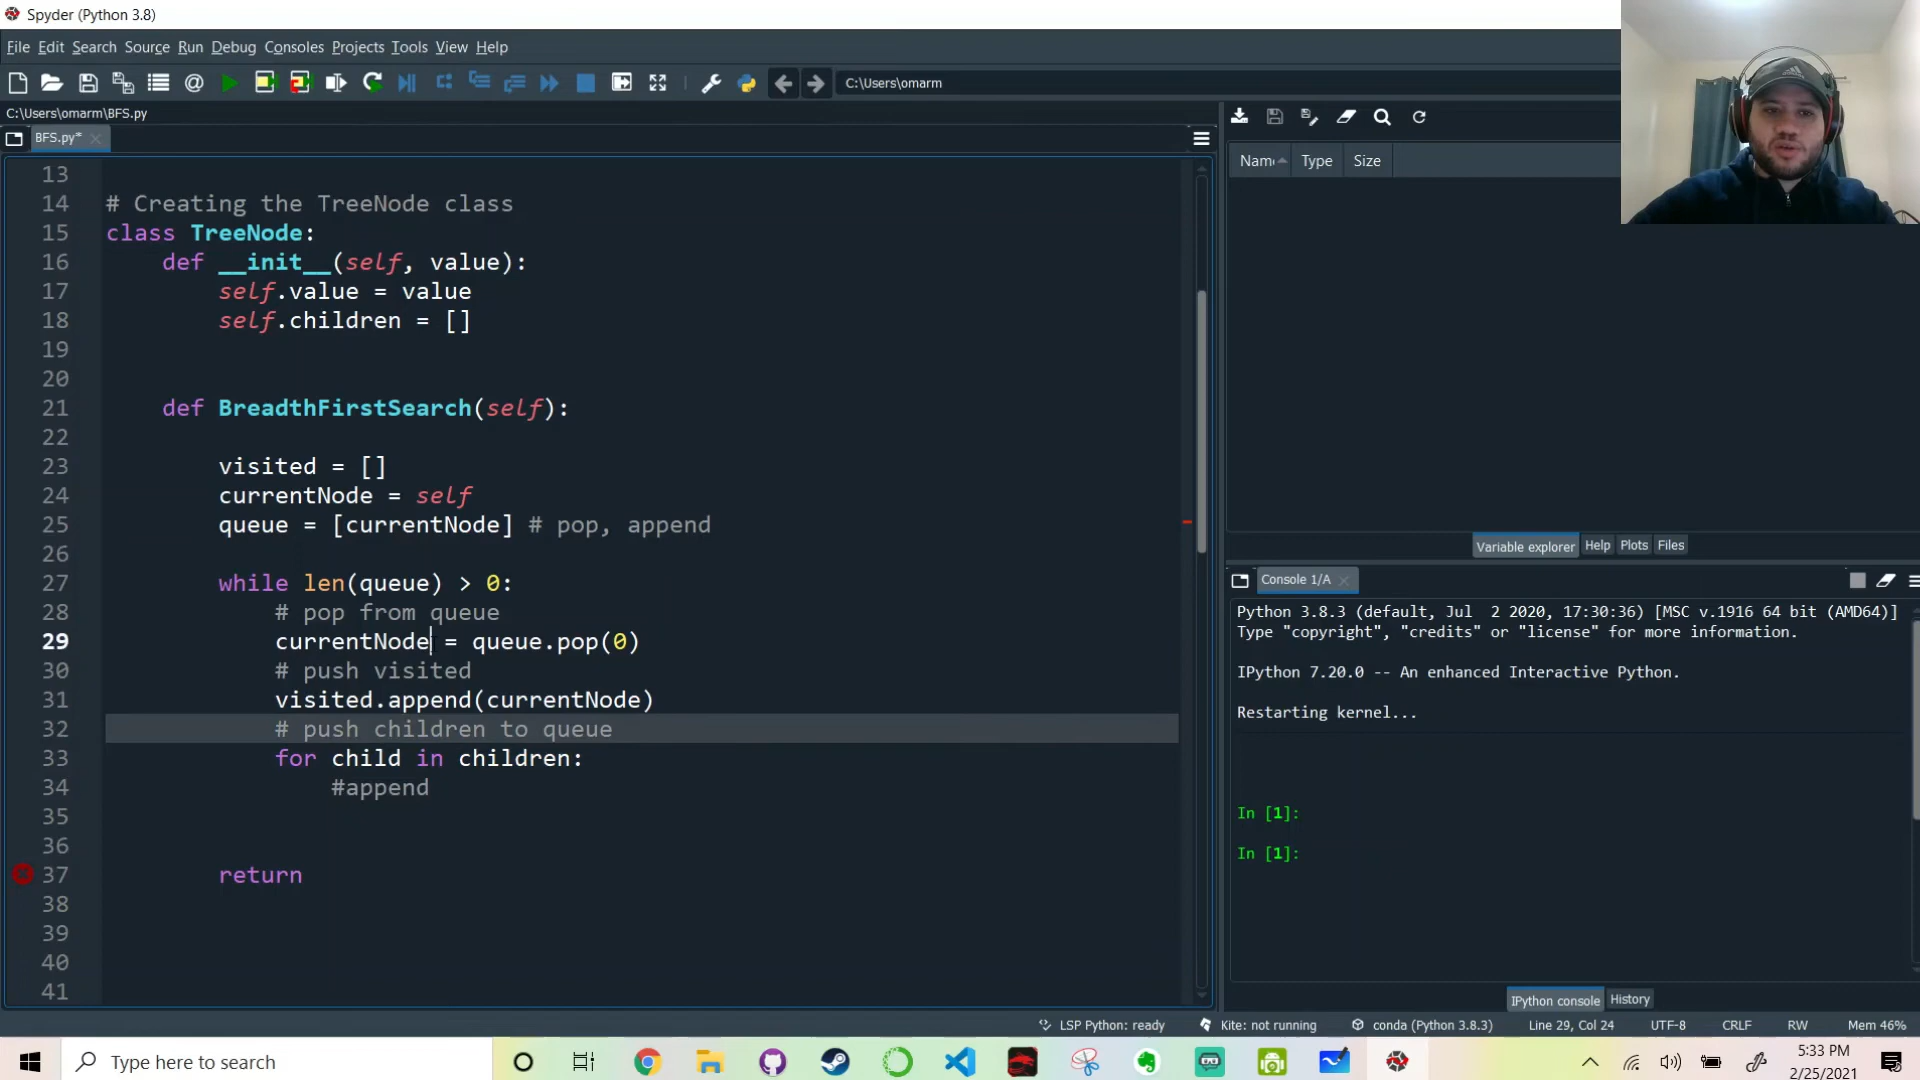 Spyder (Python 3.8)
File Edit Search Source Run Debug Consoles Projects Tools View Help
C:\Users\omarm
C:\Users\omarm\BFS.py
BFS.py*
13
14 # Creating the TreeNode class
15 class TreeNode:
16 def __init__(self, value):
17 self.value = value
18 self.children = []
19
20
21 def BreadthFirstSearch(self):
22
23 visited = []
24 currentNode = self
25 queue = [currentNode] # pop, append
26
27 while len(queue) > 0:
28 # pop from queue
29 currentNode = queue.pop(0)
30 # push visited
31 visited.append(currentNode)
32 # push children to queue
33 for child in children:
34 #append
35
36
37 return
38
39
40
41
Name Type Size
Variable explorer Help Plots Files
Console 1/A
Python 3.8.3 (default, Jul 2 2020, 17:30:36) [MSC v.1916 64 bit (AMD64)]
Type "copyright", "credits" or "license" for more information.
IPython 7.20.0 -- An enhanced Interactive Python.
Restarting kernel...
In [1]:
In [1]:
IPython console History
LSP Python: ready Kite: not running conda (Python 3.8.3) Line 29, Col 24 UTF-8 CRLF RW Mem 46%
Type here to search
5:33 PM
2/25/2021